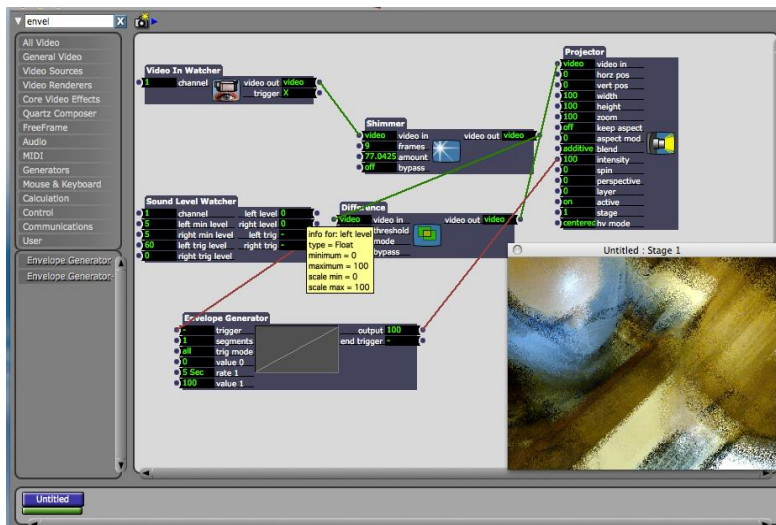 envel X
All Video
General Video
Video Sources
Video Renderers
Core Video Effects
Quartz Composer
FreeFrame
Audio
MIDI
Generators
Mouse & Keyboard
Calculation
Control
Communications
User
Envelope Generator
Envelope Generator
Video In Watcher
1 channel video out video
trigger X
Shimmer
video video in video out video
9 frames
77.0425 amount
off bypass
Projector
video video in
0 horz pos
0 vert pos
100 width
100 height
100 zoom
off keep aspect
0 aspect mod
additive blend
100 intensity
0 spin
perspective
0 layer
on active
1 stage
centered hv mode
Sound Level Watcher
1 channel left level 0
5 left min level right level 0
5 right min level left trig -
60 left trig level right trig -
0 right trig level
Difference
video video in video out video
threshold
mode
bypass
info for: left level
type = Float
minimum = 0
maximum = 100
scale min = 0
scale max = 100
Envelope Generator
- trigger output 100
1 segments end trigger -
all trig mode
0 value 0
5 Sec rate 1
100 value 1
Untitled : Stage 1
Untitled